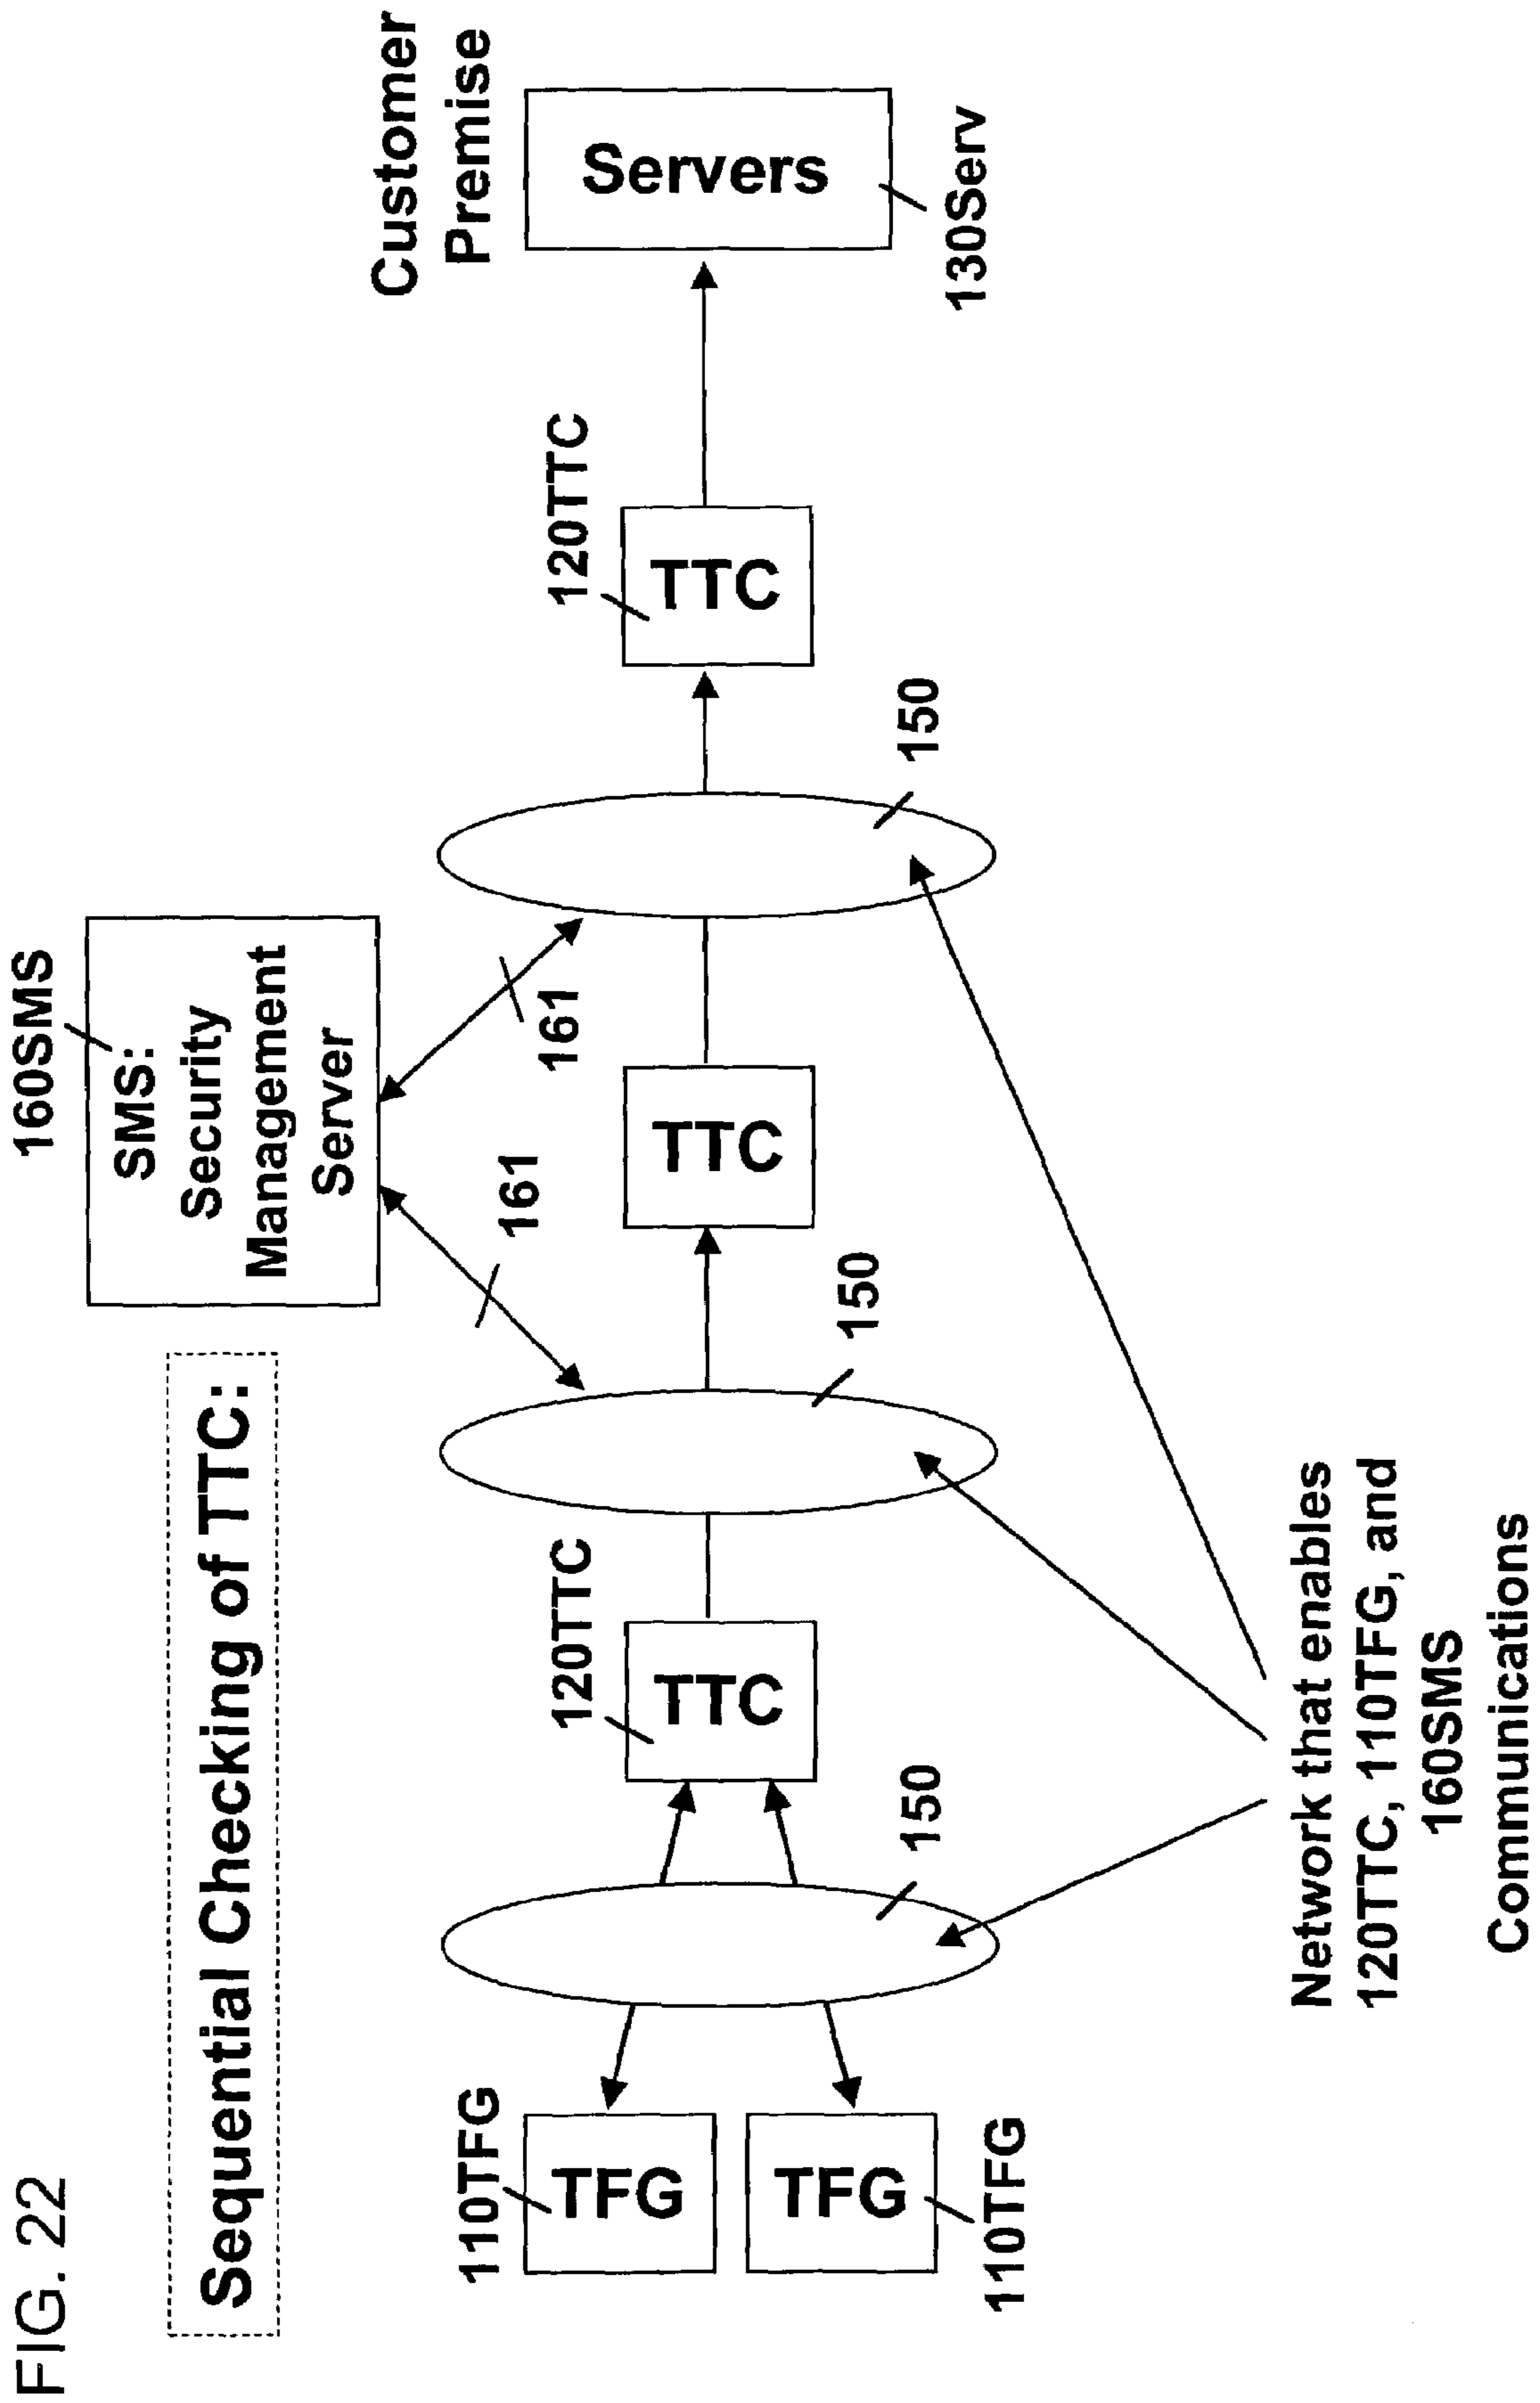 FIG. 22
Sequential Checking of TTC:
160SMS
SMS:
Security
Management
Server
161
161
Customer
Premise
110TFG
TFG
TFG
110TFG
150
120TTC
TTC
150
TTC
150
120TTC
TTC
Servers
130Serv
Network that enables
120TTC, 110TFG, and
160SMS
Communications